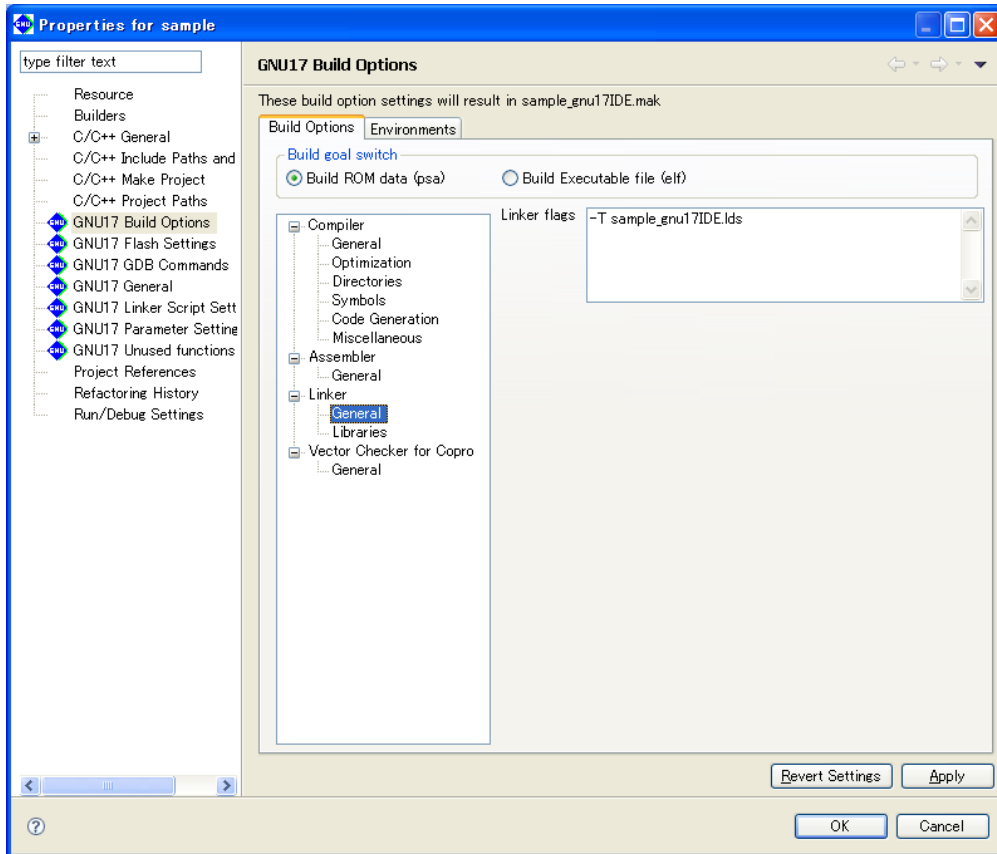 Properties for sample
type filter text
Resource
Builders
C/C++ General
C/C++ Include Paths and
C/C++ Make Project
C/C++ Project Paths
GNU17 Build Options
GNU17 Flash Settings
GNU17 GDB Commands
GNU17 General
GNU17 Linker Script Sett
GNU17 Parameter Setting
GNU17 Unused functions
Project References
Refactoring History
Run/Debug Settings
GNU17 Build Options
These build option settings will result in sample_gnu17IDE.mak
Build Options Environments
Build goal switch
Build ROM data (psa) Build Executable file (elf)
Compiler
General
Optimization
Directories
Symbols
Code Generation
Miscellaneous
Assembler
General
Linker
General
Libraries
Vector Checker for Copro
General
Linker flags -T sample_gnu17IDE.lds
Revert Settings Apply
OK Cancel